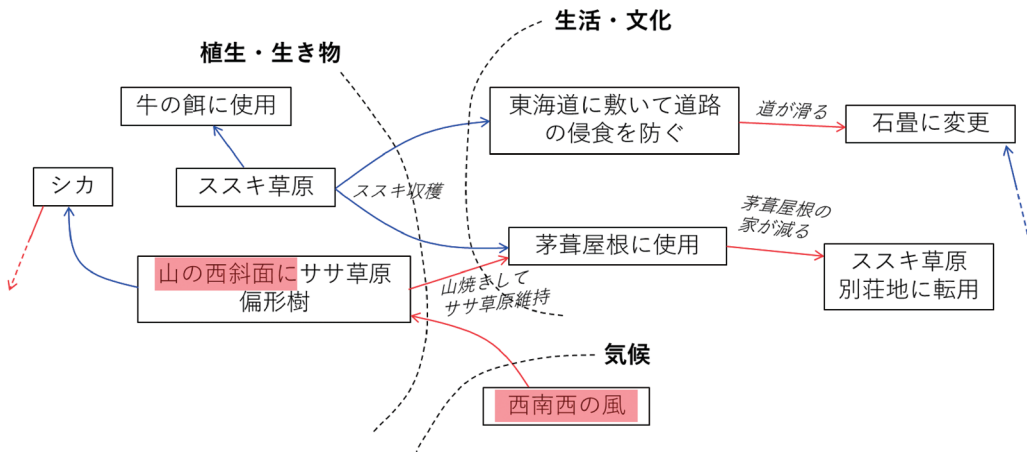 生活・文化
植生・生き物
牛の餌に使用
東海道に敷いて道路
の侵食を防ぐ
道が滑る
石畳に変更
シカ
ススキ草原
ススキ収穫
茅葺屋根の
家が減る
茅葺屋根に使用
山の西斜面にササ草原
偏形樹
山焼きして
ササ草原維持
ススキ草原
別荘地に転用
気候
西南西の風